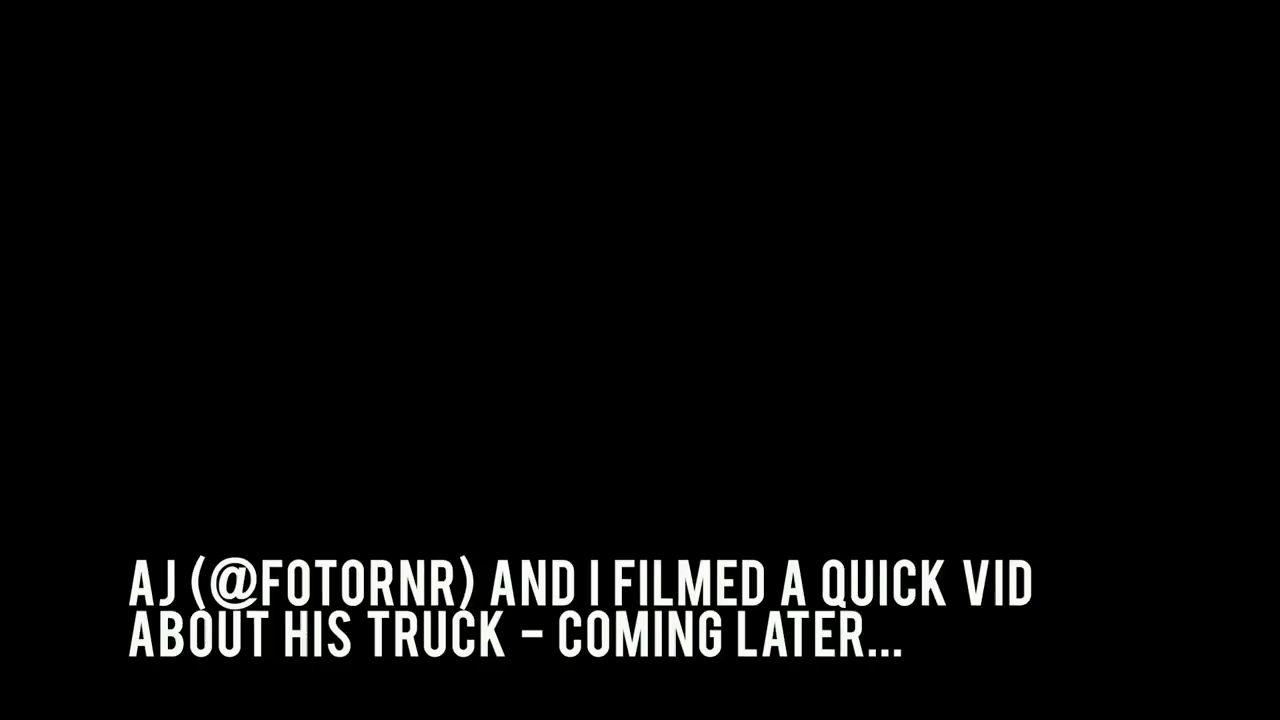 AJ (@FOTORNR) AND I FILMED A QUICK VID
ABOUT HIS TRUCK - COMING LATER...